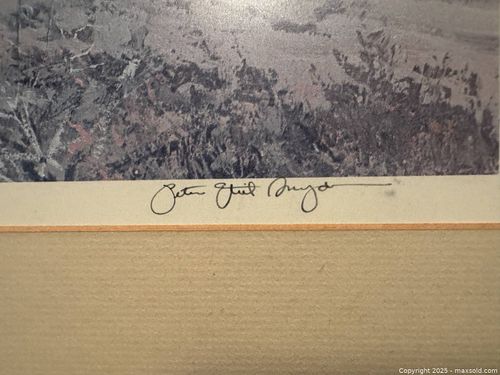 Peter Etril Snyder
Copyright 2025 - maxsold.com